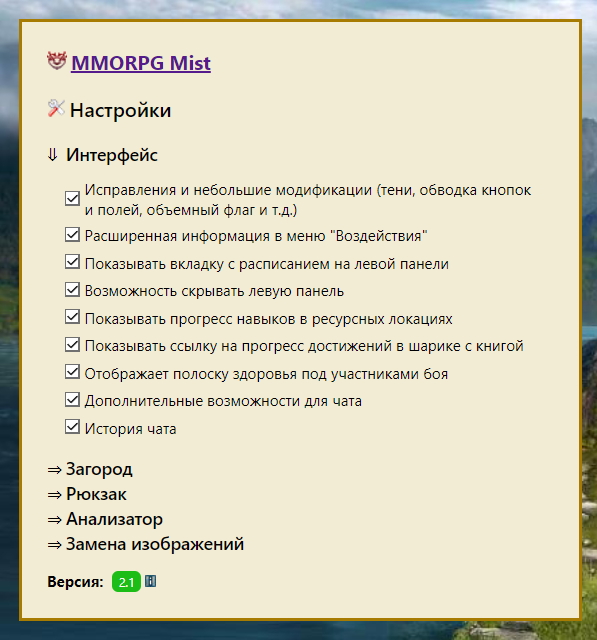 MMORPG Mist
Настройки
⇓ Интерфейс
Исправления и небольшие модификации (тени, обводка кнопок
и полей, объемный флаг и т.д.)
Расширенная информация в меню "Воздействия"
Показывать вкладку с расписанием на левой панели
Возможность скрывать левую панель
Показывать прогресс навыков в ресурсных локациях
Показывать ссылку на прогресс достижений в шарике с книгой
Отображает полоску здоровья под участниками боя
Дополнительные возможности для чата
История чата
⇒ Загород
⇒ Рюкзак
⇒ Анализатор
⇒ Замена изображений
Версия: 2.1